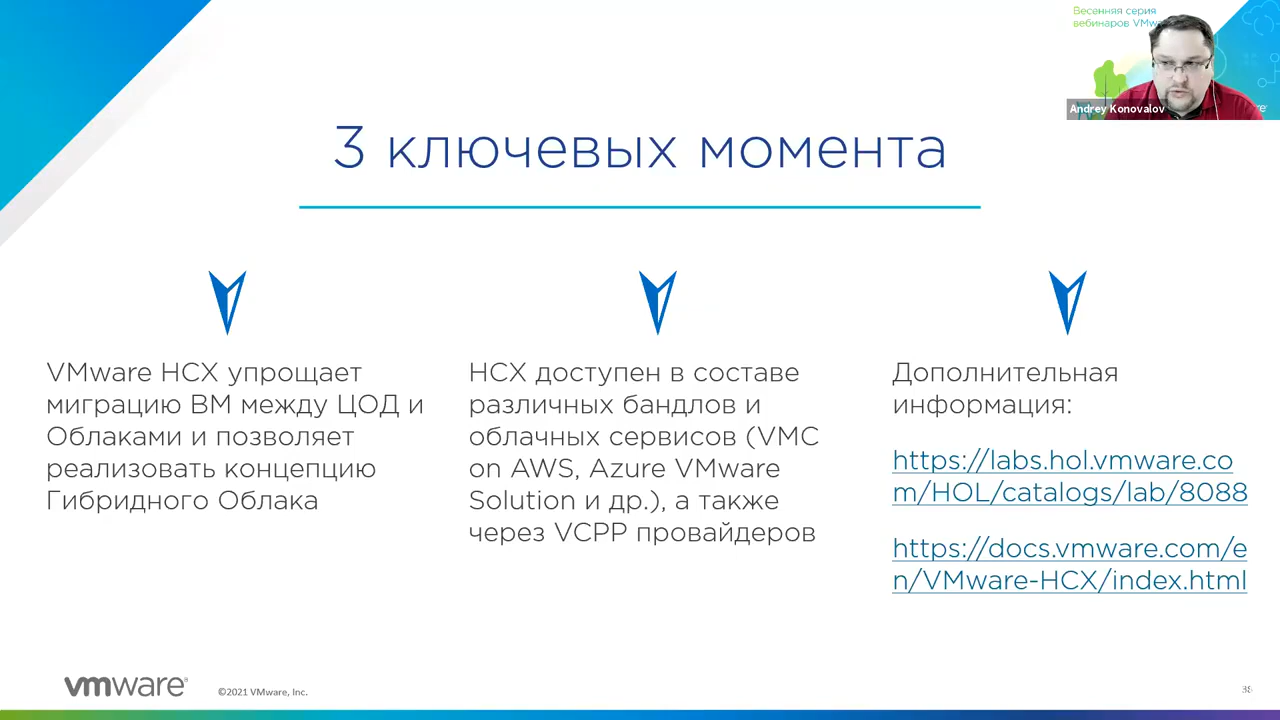 Весенняя серия
вебинаров VMwa
Andrey Konovalov
3 ключевых момента
VMware HCX упрощает
миграцию ВМ между ЦОД и
Облаками и позволяет
реализовать концепцию
Гибридного Облака
HCX доступен в составе
различных бандлов и
облачных сервисов (VMC
on AWS, Azure VMware
Solution и др.), а также
через VCPP провайдеров
Дополнительная
информация:
https://labs.hol.vmware.co
m/HOL/catalogs/lab/8088
https://docs.vmware.com/e
n/VMware-HCX/index.html
vmware®
©2021 VMware, Inc.
38